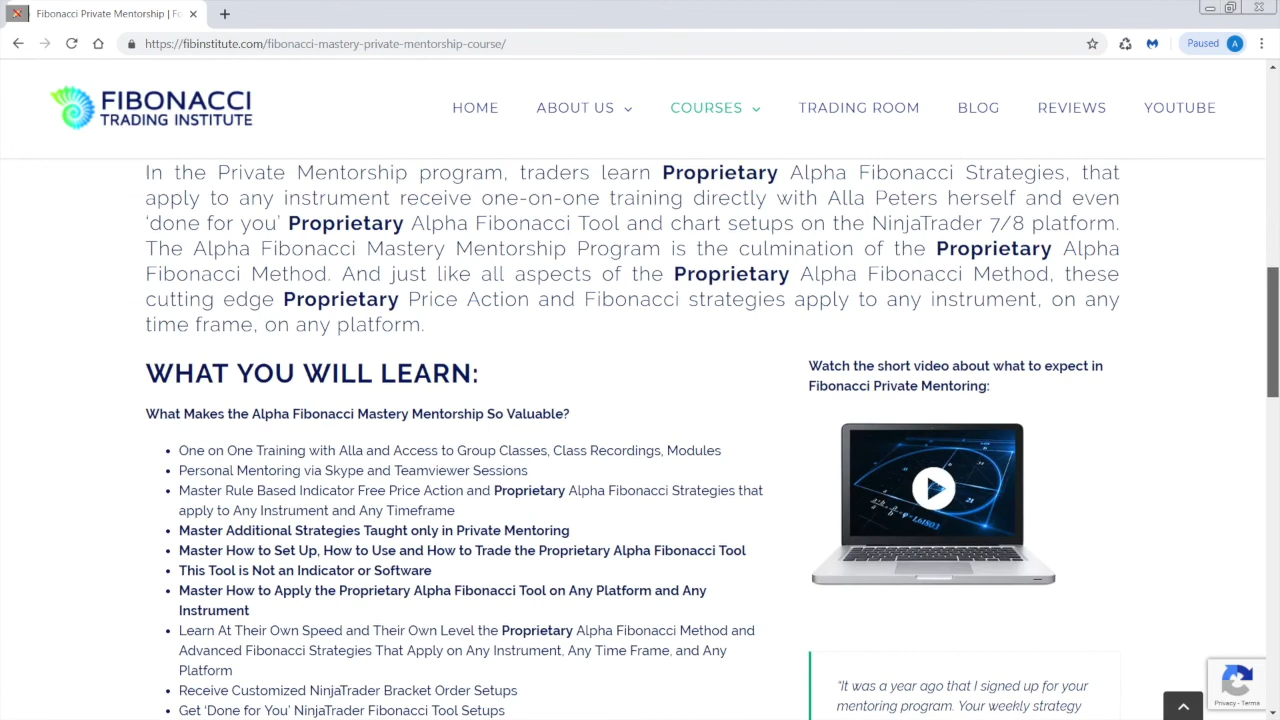 Fibonacci Private Mentorship | Fo
https://fibinstitute.com/fibonacci-mastery-private-mentorship-course/
Paused
A
FIBONACCI
TRADING INSTITUTE
HOME
ABOUT US
COURSES
TRADING ROOM
BLOG
REVIEWS
YOUTUBE
In the Private Mentorship program, traders learn Proprietary Alpha Fibonacci Strategies, that
apply to any instrument receive one-on-one training directly with Alla Peters herself and even
‘done for you’ Proprietary Alpha Fibonacci Tool and chart setups on the NinjaTrader 7/8 platform.
The Alpha Fibonacci Mastery Mentorship Program is the culmination of the Proprietary Alpha
Fibonacci Method. And just like all aspects of the Proprietary Alpha Fibonacci Method, these
cutting edge Proprietary Price Action and Fibonacci strategies apply to any instrument, on any
time frame, on any platform.
WHAT YOU WILL LEARN:
What Makes the Alpha Fibonacci Mastery Mentorship So Valuable?
• One on One Training with Alla and Access to Group Classes, Class Recordings, Modules
• Personal Mentoring via Skype and Teamviewer Sessions
• Master Rule Based Indicator Free Price Action and Proprietary Alpha Fibonacci Strategies that
apply to Any Instrument and Any Timeframe
• Master Additional Strategies Taught only in Private Mentoring
• Master How to Set Up, How to Use and How to Trade the Proprietary Alpha Fibonacci Tool
• This Tool is Not an Indicator or Software
• Master How to Apply the Proprietary Alpha Fibonacci Tool on Any Platform and Any
Instrument
• Learn At Their Own Speed and Their Own Level the Proprietary Alpha Fibonacci Method and
Advanced Fibonacci Strategies That Apply on Any Instrument, Any Time Frame, and Any
Platform
• Receive Customized NinjaTrader Bracket Order Setups
• Get ‘Done for You’ NinjaTrader Fibonacci Tool Setups
Watch the short video about what to expect in
Fibonacci Private Mentoring:
“It was a year ago that I signed up for your
mentoring program. Your weekly strategy
Privacy - Terms